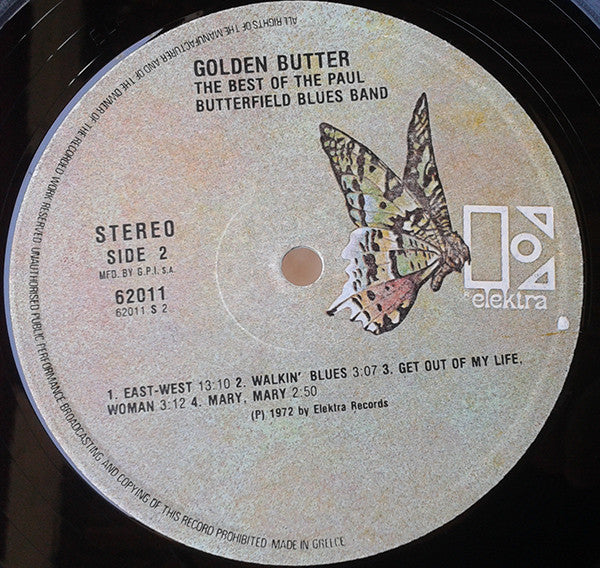 GOLDEN BUTTER
THE BEST OF THE PAUL
BUTTERFIELD BLUES BAND
STEREO
SIDE 2
MFD. BY G.P.I. S.A.
62011
62011 S 2
elektra
1. EAST-WEST 13:10 2. WALKIN' BLUES 3:07 3. GET OUT OF MY LIFE,
WOMAN 3:12 4. MARY, MARY 2:50
(P) 1972 by Elektra Records
ALL RIGHTS OF THE MANUFACTURER AND OF THE OWNER OF THE RECORDED WORK RESERVED. UNAUTHORISED PUBLIC PERFORMANCE BROADCASTING AND COPYING OF THIS RECORD PROHIBITED MADE IN GREECE